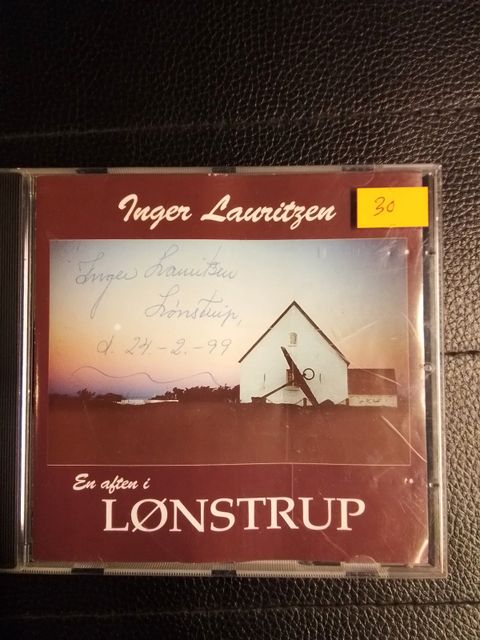 Inger Lauritzen
30
Inger Lauritzen
Lønstrup,
d. 24.-2.-99
En aften i
LØNSTRUP